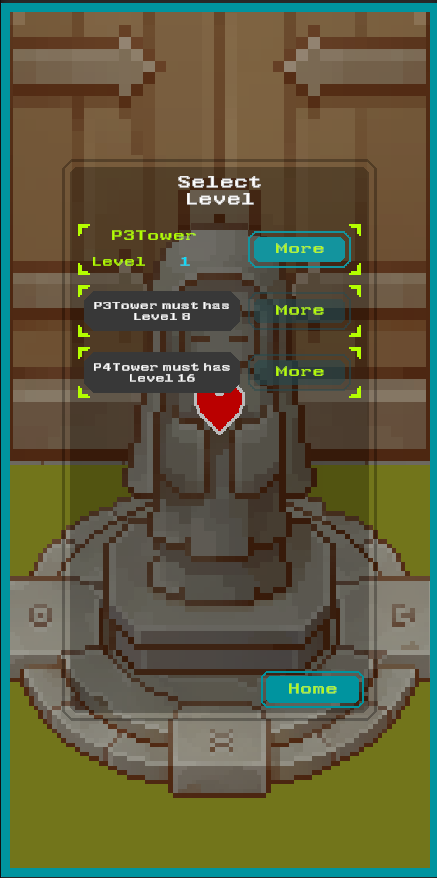 Select
Level
P3Tower
Level 1
More
P3Tower must has
Level 8
More
P4Tower must has
Level 16
More
Home